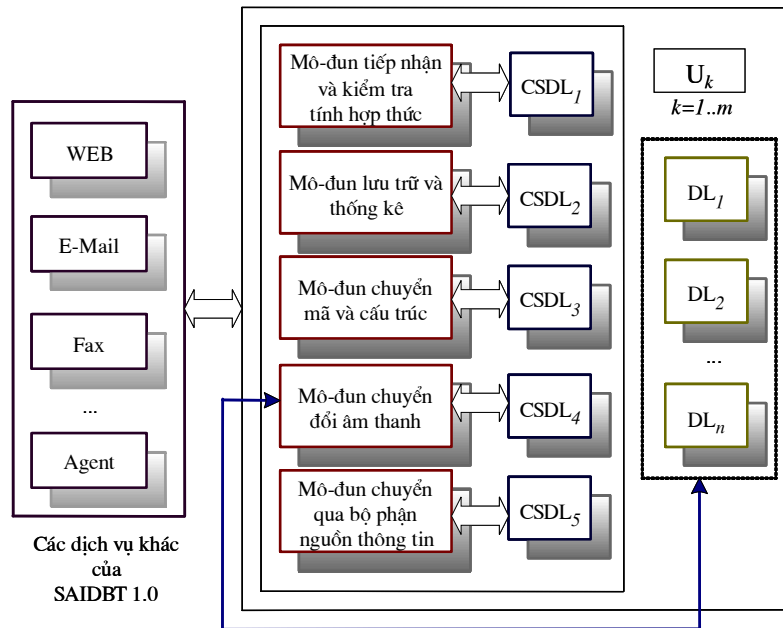 WEB
E-Mail
Fax
...
Agent
Các dịch vụ khác
của
SAIDBT 1.0
Mô-đun tiếp nhận
và kiểm tra
tính hợp thức
CSDL1
Mô-đun lưu trữ và
thống kê
CSDL2
Mô-đun chuyển
mã và cấu trúc
CSDL3
Mô-đun chuyển
đổi âm thanh
CSDL4
Mô-đun chuyển
qua bộ phận
nguồn thông tin
CSDL5
Uk
k=1..m
DL1
DL2
...
DLn